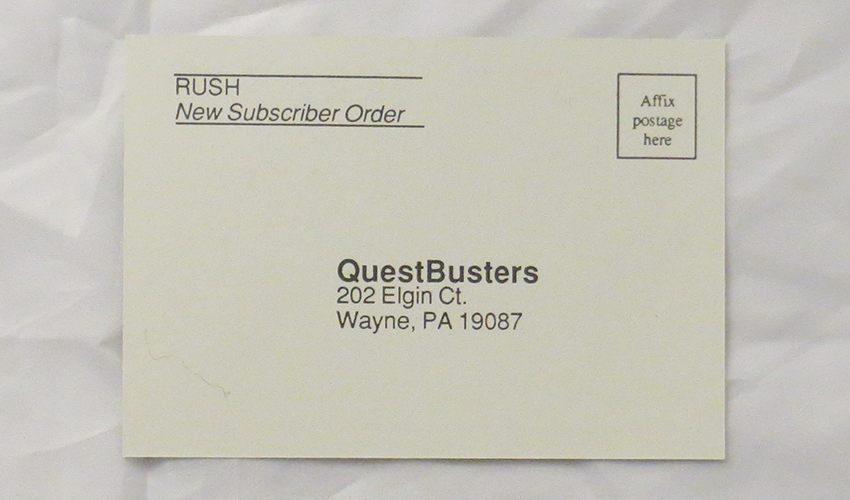 RUSH
New Subscriber Order
Affix
postage
here
QuestBusters
202 Elgin Ct.
Wayne, PA 19087